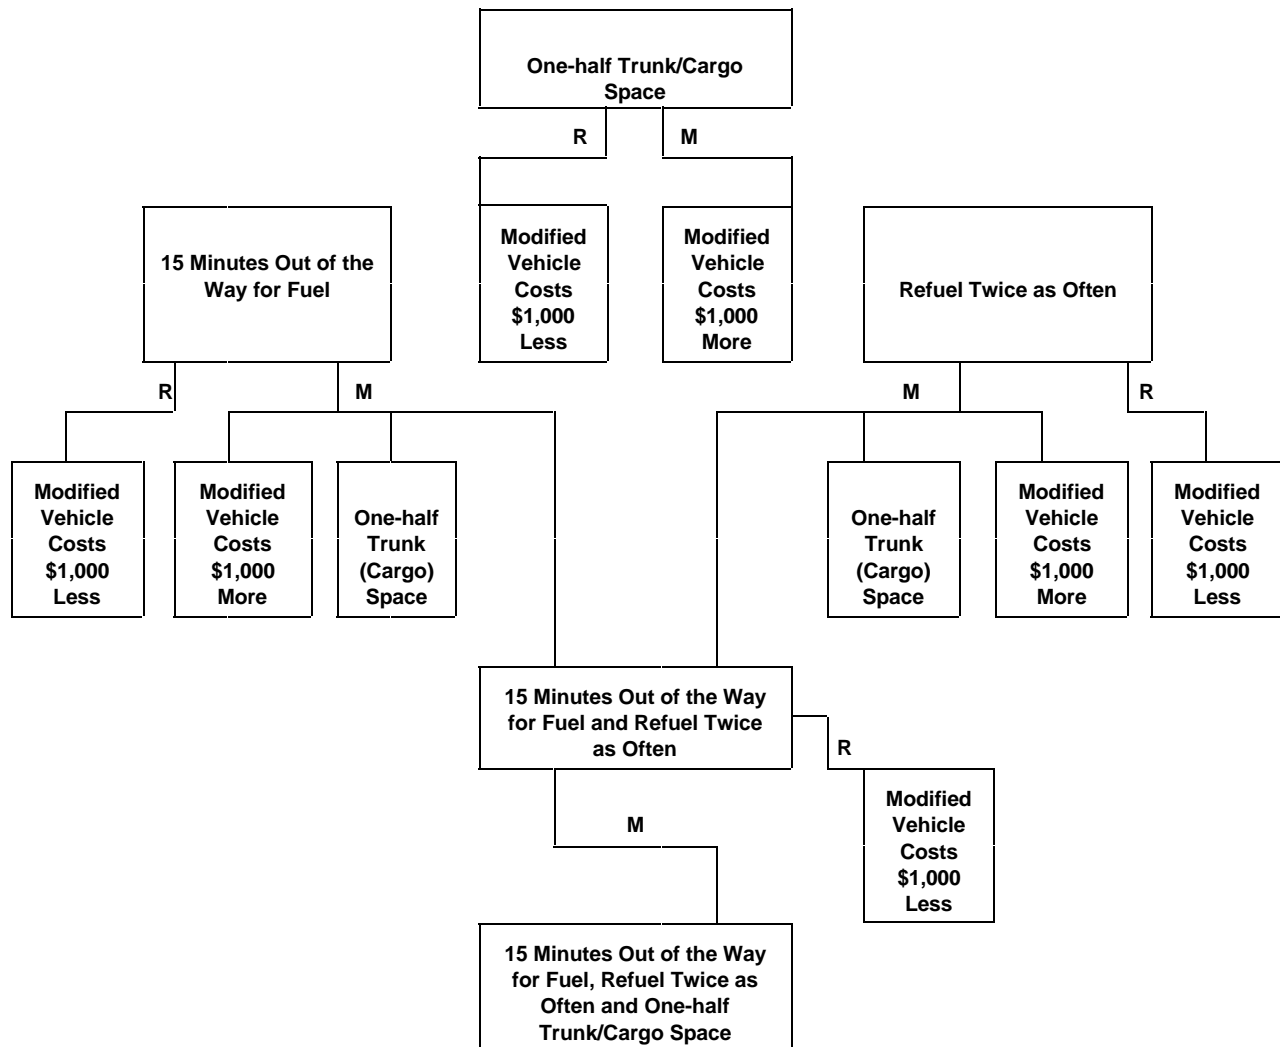 One-half Trunk/Cargo
Space
R
M
15 Minutes Out of the
Way for Fuel
Modified
Vehicle
Costs
$1,000
Less
Modified
Vehicle
Costs
$1,000
More
Refuel Twice as Often
R
M
M
R
Modified
Vehicle
Costs
$1,000
Less
Modified
Vehicle
Costs
$1,000
More
One-half
Trunk
(Cargo)
Space
One-half
Trunk
(Cargo)
Space
Modified
Vehicle
Costs
$1,000
More
Modified
Vehicle
Costs
$1,000
Less
15 Minutes Out of the Way
for Fuel and Refuel Twice
as Often
R
M
Modified
Vehicle
Costs
$1,000
Less
15 Minutes Out of the Way
for Fuel, Refuel Twice as
Often and One-half
Trunk/Cargo Space